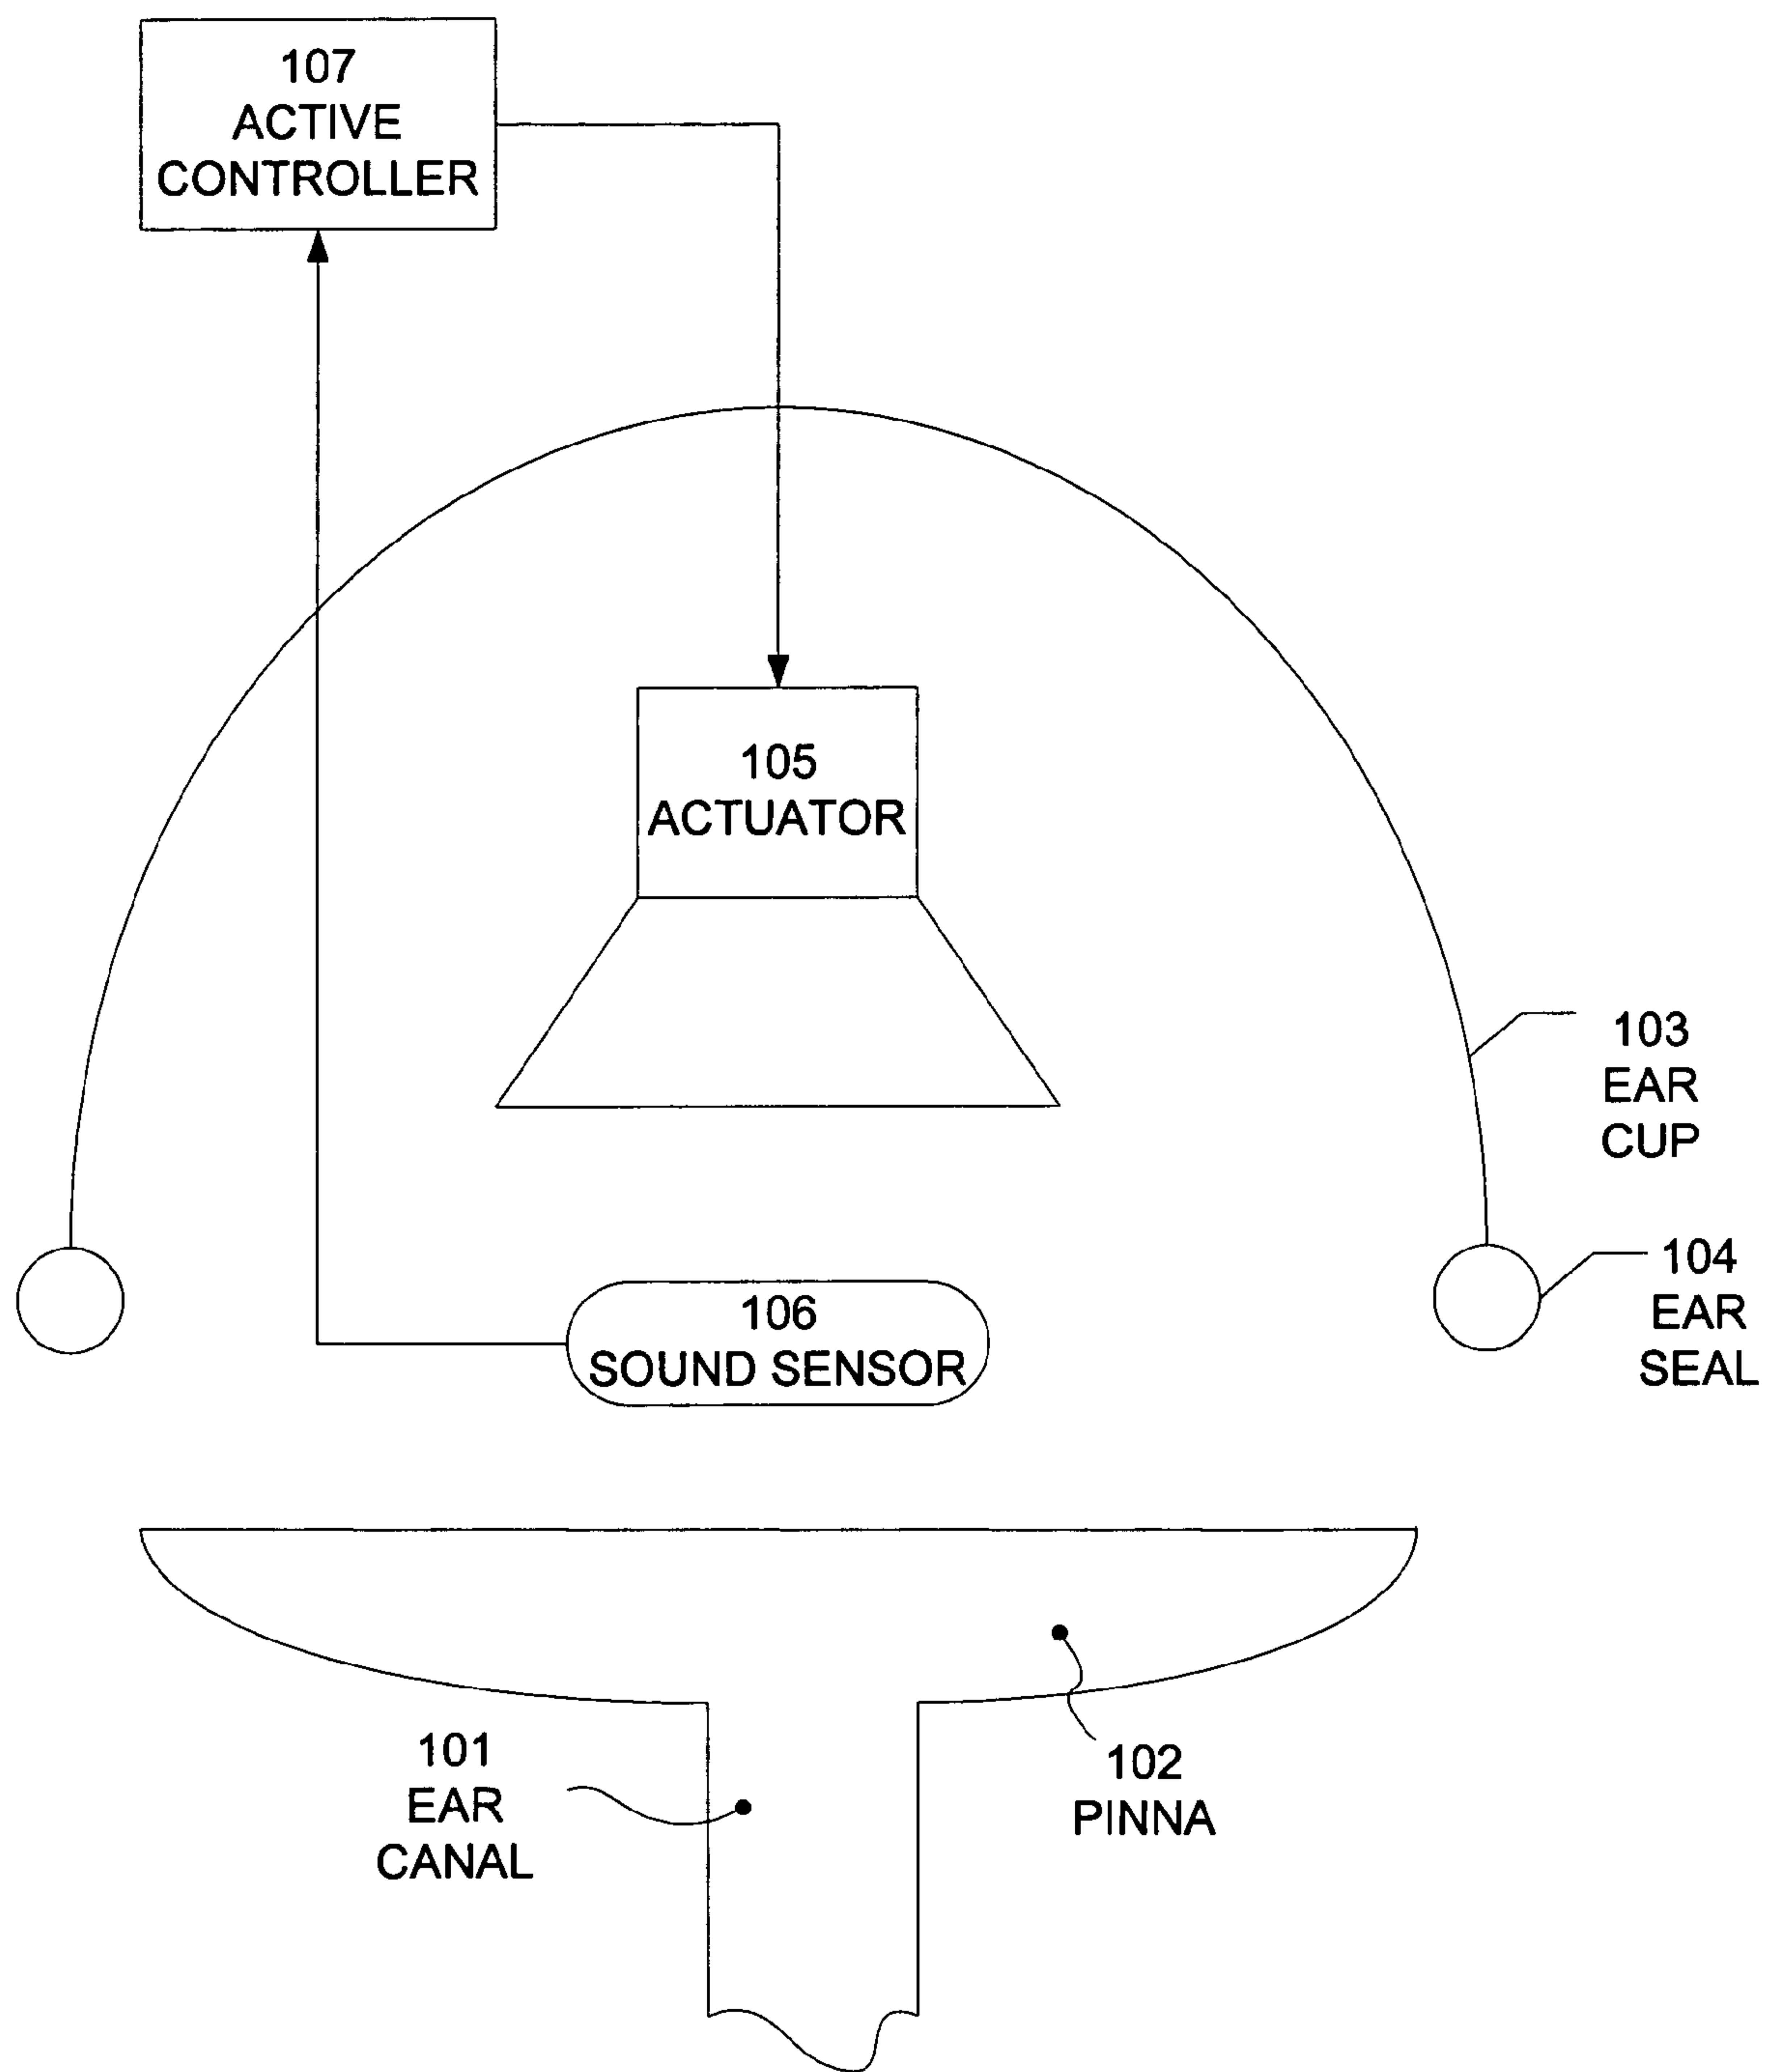 107
ACTIVE
CONTROLLER
105
ACTUATOR
103
EAR
CUP
104
EAR
SEAL
106
SOUND SENSOR
101
EAR
CANAL
102
PINNA